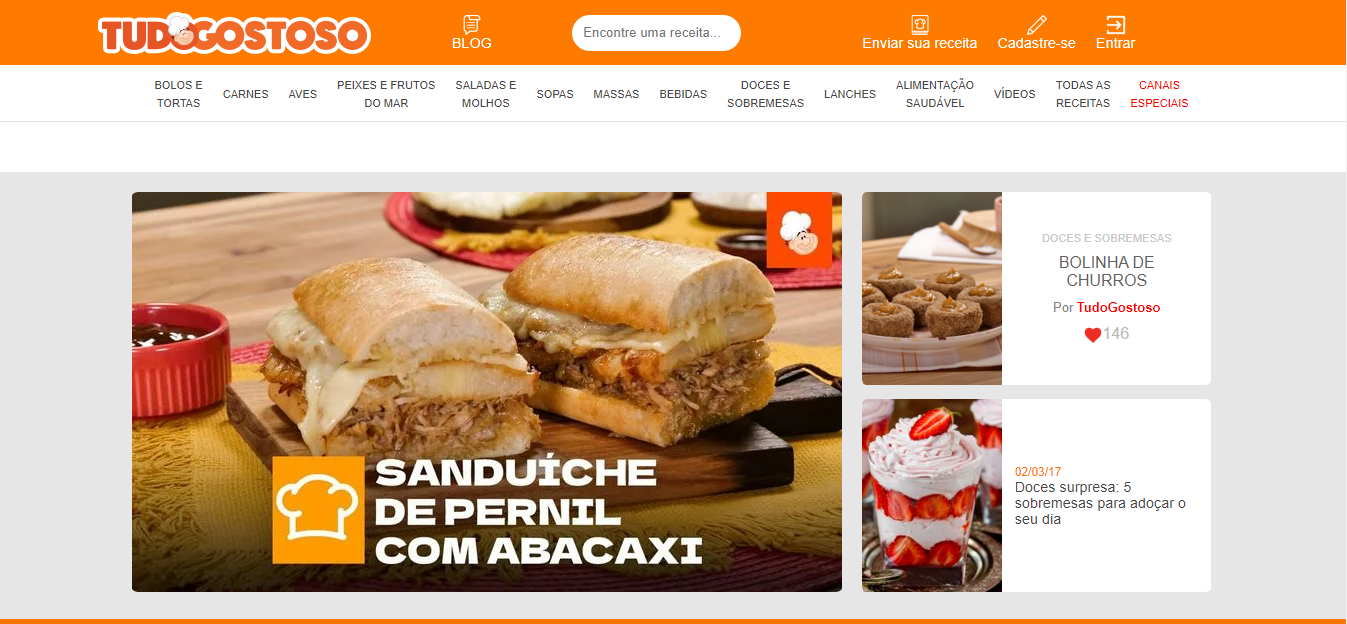 TUDOGOSTOSO
BLOG
Encontre uma receita...
Enviar sua receita
Cadastre-se
Entrar
BOLOS E
TORTAS
CARNES
AVES
PEIXES E FRUTOS
DO MAR
SALADAS E
MOLHOS
SOPAS
MASSAS
BEBIDAS
DOCES E
SOBREMESAS
LANCHES
ALIMENTAÇÃO
SAUDÁVEL
VÍDEOS
TODAS AS
RECEITAS
CANAIS
ESPECIAIS
SANDUÍCHE
DE PERNIL
COM ABACAXI
DOCES E SOBREMESAS
BOLINHA DE
CHURROS
Por TudoGostoso
146
02/03/17
Doces surpresa: 5
sobremesas para adoçar o
seu dia